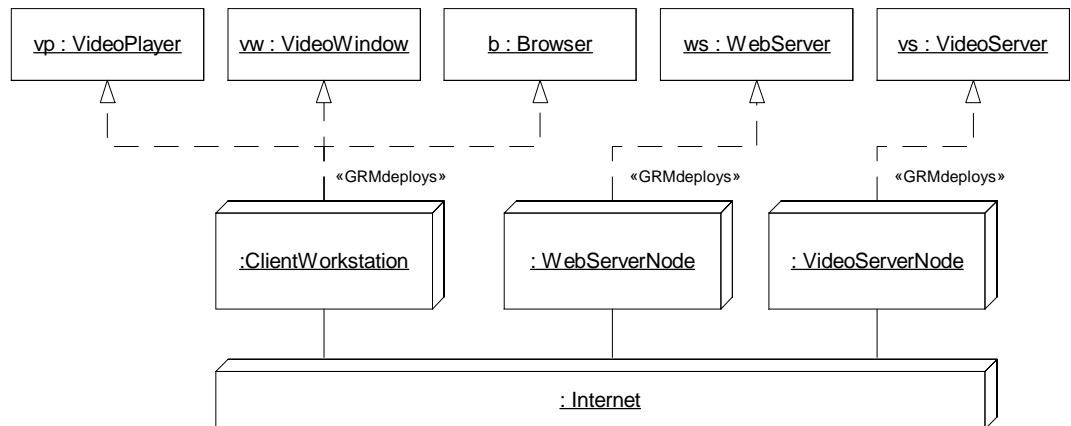 vp : VideoPlayer
vw : VideoWindow
b : Browser
ws : WebServer
vs : VideoServer
«GRMdeploys»
«GRMdeploys»
«GRMdeploys»
:ClientWorkstation
: WebServerNode
: VideoServerNode
: Internet